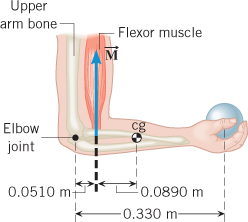 Upper
arm bone
Flexor muscle
M
cg
Elbow
joint
0.0510 m
0.0890 m
0.330 m